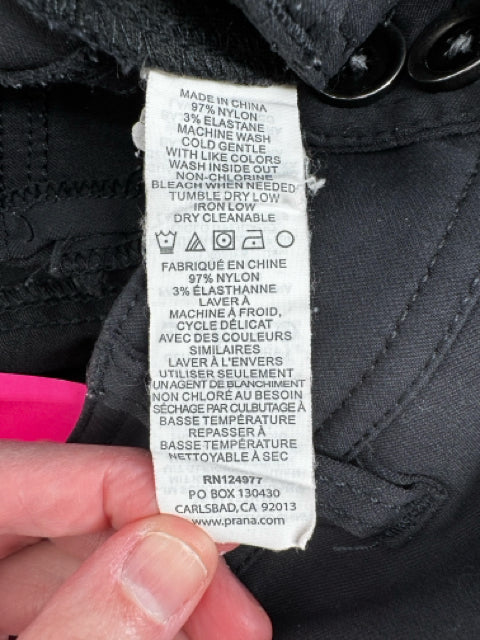 MADE IN CHINA
97% NYLON
3% ELASTANE
MACHINE WASH
COLD GENTLE
WITH LIKE COLORS
WASH INSIDE OUT
NON-CHLORINE
BLEACH WHEN NEEDED
TUMBLE DRY LOW
IRON LOW
DRY CLEANABLE
FABRIQUÉ EN CHINE
97% NYLON
3% ÉLASTHANNE
LAVER À
MACHINE À FROID,
CYCLE DÉLICAT
AVEC DES COULEURS
SIMILAIRES
LAVER À L'ENVERS
UTILISER SEULEMENT
UN AGENT DE BLANCHIMENT
NON CHLORÉ AU BESOIN
SÉCHAGE PAR CULBUTAGE À
BASSE TEMPÉRATURE
REPASSER À
BASSE TEMPÉRATURE
NETTOYABLE À SEC
RN124977
PO BOX 130430
CARLSBAD, CA 92013
www.prana.com